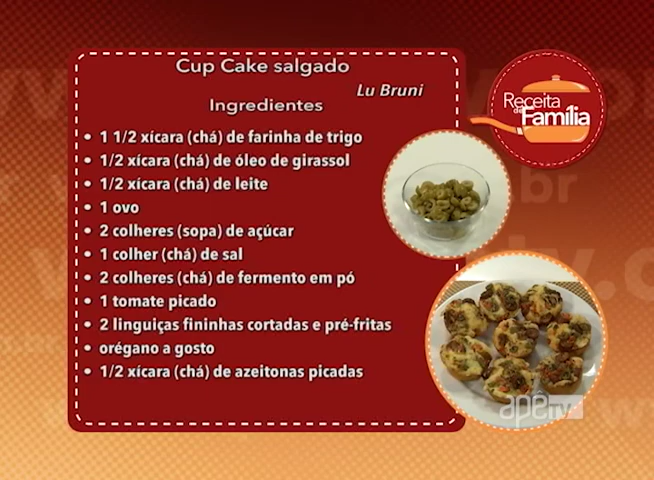 Cup Cake salgado
Lu Bruni
Ingredientes
• 1 1/2 xícara (chá) de farinha de trigo
• 1/2 xícara (chá) de óleo de girassol
• 1/2 xícara (chá) de leite
• 1 ovo
• 2 colheres (sopa) de açúcar
• 1 colher (chá) de sal
• 2 colheres (chá) de fermento em pó
• 1 tomate picado
• 2 linguiças fininhas cortadas e pré-fritas
• orégano a gosto
• 1/2 xícara (chá) de azeitonas picadas
Receita
de Família
apeTV